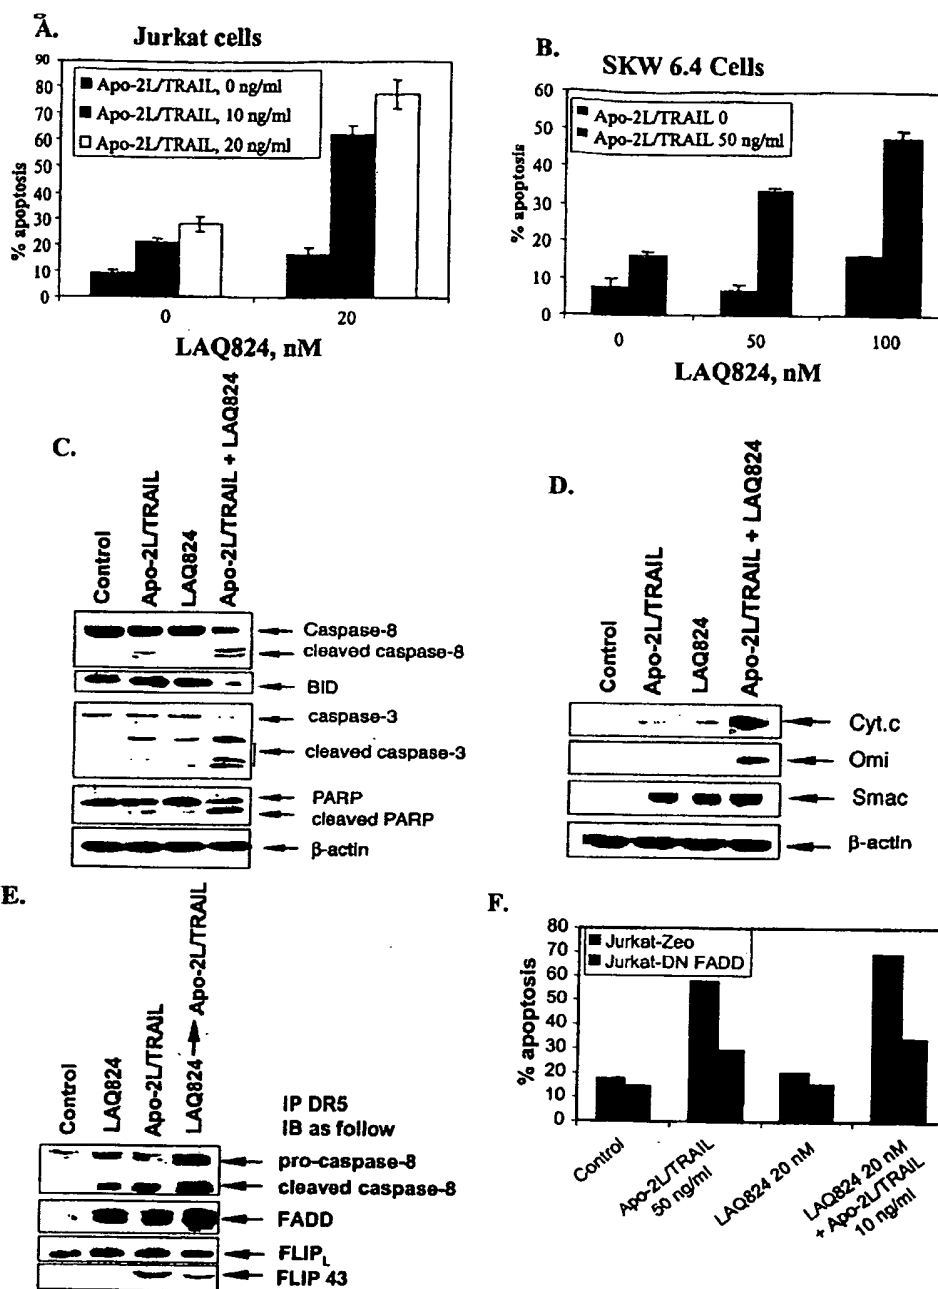 A.
Jurkat cells
90
80
70
60
50
40
30
20
10
0
% apoptosis
Apo-2L/TRAIL, 0 ng/ml
Apo-2L/TRAIL, 10 ng/ml
Apo-2L/TRAIL, 20 ng/ml
0
20
LAQ824, nM
B.
SKW 6.4 Cells
60
50
40
30
20
10
0
% apoptosis
Apo-2L/TRAIL 0
Apo-2L/TRAIL 50 ng/ml
0
50
100
LAQ824, nM
C.
Control
Apo-2L/TRAIL
LAQ824
Apo-2L/TRAIL + LAQ824
Caspase-8
cleaved caspase-8
BID
caspase-3
cleaved caspase-3
PARP
cleaved PARP
β-actin
D.
Control
Apo-2L/TRAIL
LAQ824
Apo-2L/TRAIL + LAQ824
Cyt.c
Omi
Smac
β-actin
E.
Control
LAQ824
Apo-2L/TRAIL
LAQ824 → Apo-2L/TRAIL
IP DR5
IB as follow
pro-caspase-8
cleaved caspase-8
FADD
FLIPL
FLIP 43
F.
80
70
60
50
40
30
20
10
0
% apoptosis
Jurkat-Zeo
Jurkat-DN FADD
Control
Apo-2L/TRAIL
50 ng/ml
LAQ824 20 nM
LAQ824 20 nM
+ Apo-2L/TRAIL
10 ng/ml